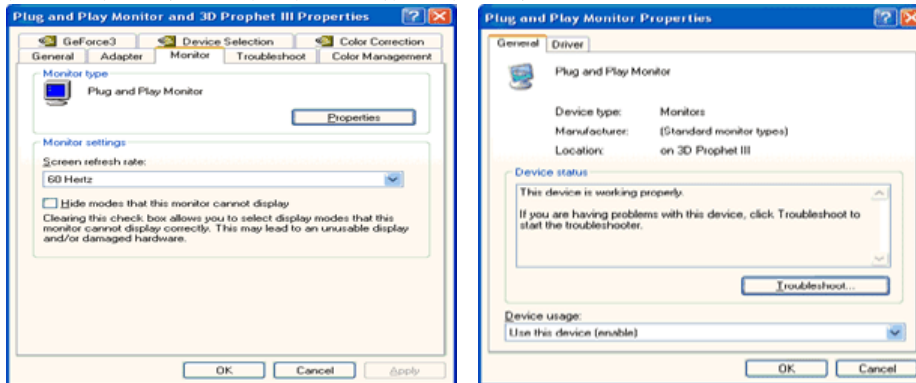 Plug and Play Monitor and 3D Prophet III Properties
GeForce3
Device Selection
Color Correction
General
Adapter
Monitor
Troubleshoot
Color Management
Monitor type
Plug and Play Monitor
Properties
Monitor settings
Screen refresh rate:
60 Hertz
Hide modes that this monitor cannot display
Clearing this check box allows you to select display modes that this
monitor cannot display correctly. This may lead to an unusable display
and/or damaged hardware.
OK
Cancel
Apply
Plug and Play Monitor Properties
General
Driver
Plug and Play Monitor
Device type: Monitors
Manufacturer: (Standard monitor types)
Location: on 3D Prophet III
Device status
This device is working properly.
If you are having problems with this device, click Troubleshoot to
start the troubleshooter.
Troubleshoot...
Device usage:
Use this device (enable)
OK
Cancel